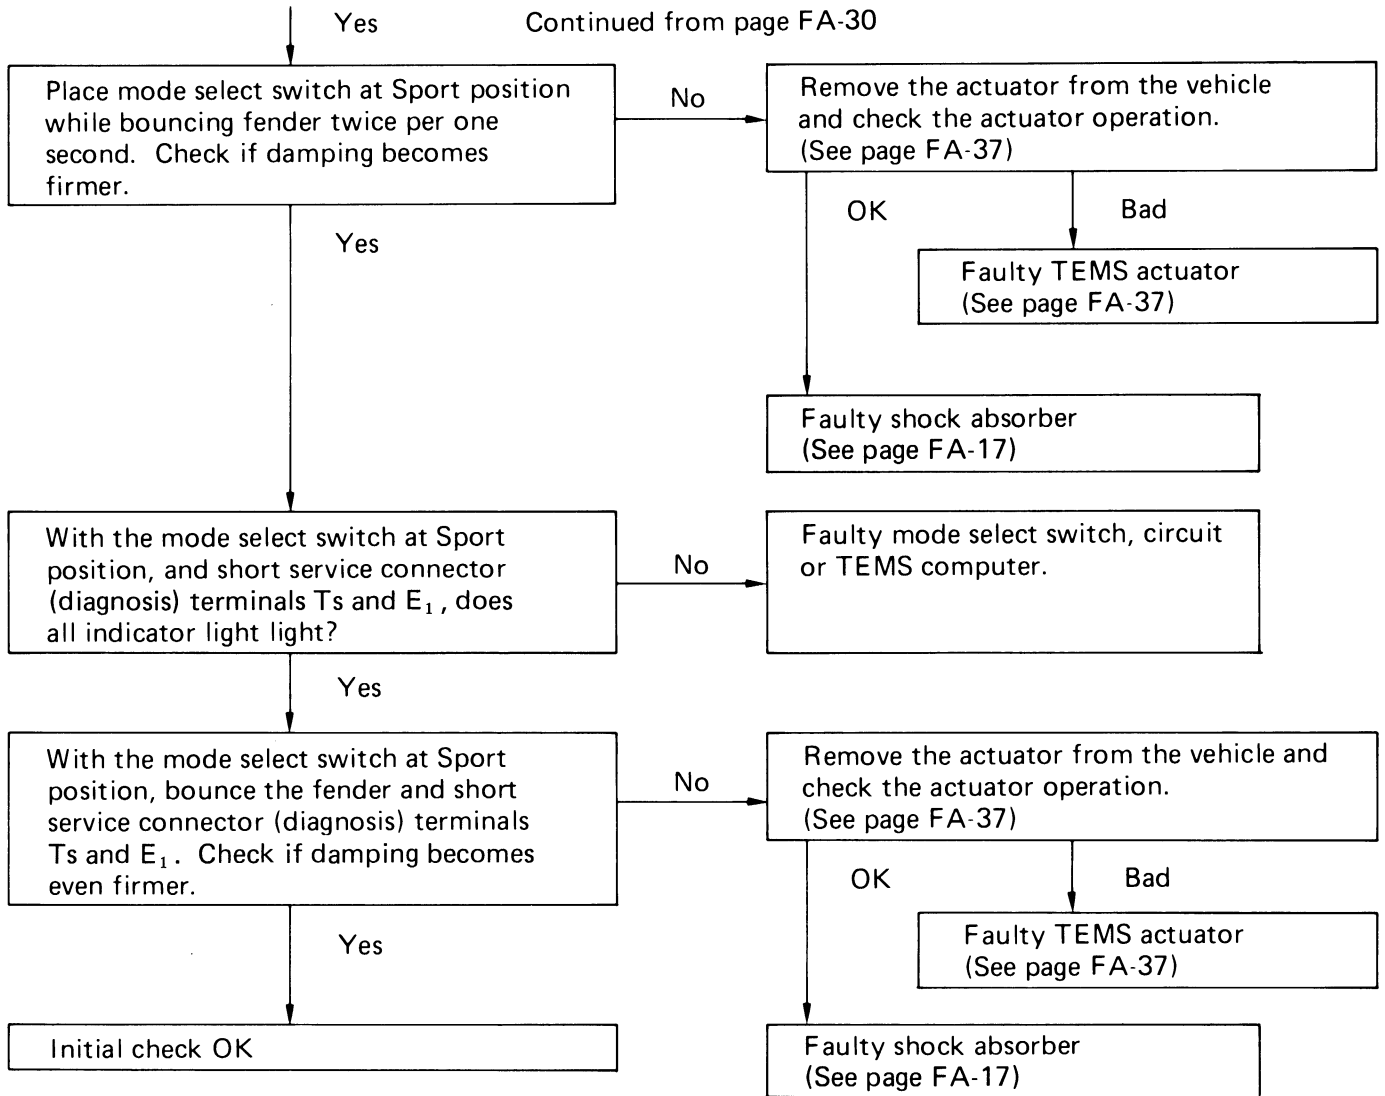 Yes
Continued from page FA-30
Place mode select switch at Sport position
while bouncing fender twice per one
second. Check if damping becomes
firmer.
No
Remove the actuator from the vehicle
and check the actuator operation.
(See page FA-37)
OK
Bad
Yes
Faulty TEMS actuator
(See page FA-37)
Faulty shock absorber
(See page FA-17)
With the mode select switch at Sport
position, and short service connector
(diagnosis) terminals Ts and E₁, does
all indicator light light?
No
Faulty mode select switch, circuit
or TEMS computer.
Yes
With the mode select switch at Sport
position, bounce the fender and short
service connector (diagnosis) terminals
Ts and E₁. Check if damping becomes
even firmer.
No
Remove the actuator from the vehicle and
check the actuator operation.
(See page FA-37)
OK
Bad
Yes
Faulty TEMS actuator
(See page FA-37)
Initial check OK
Faulty shock absorber
(See page FA-17)